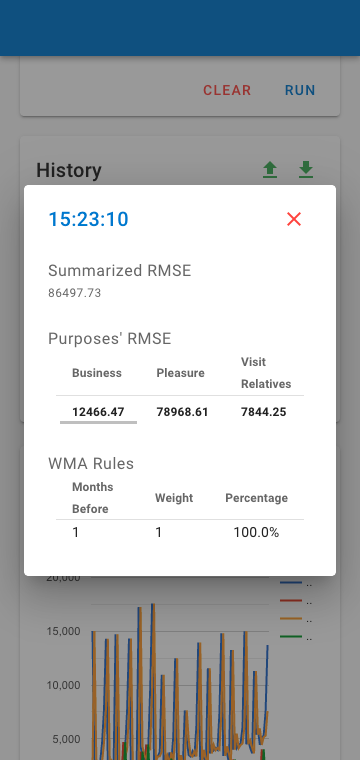 CLEAR RUN
History
15:23:10
Summarized RMSE
86497.73
Purposes' RMSE
Business Pleasure Visit Relatives
12466.47 78968.61 7844.25
WMA Rules
Months Before Weight Percentage
1 1 100.0%
20,000
..
..
15,000
..
..
10,000
5,000